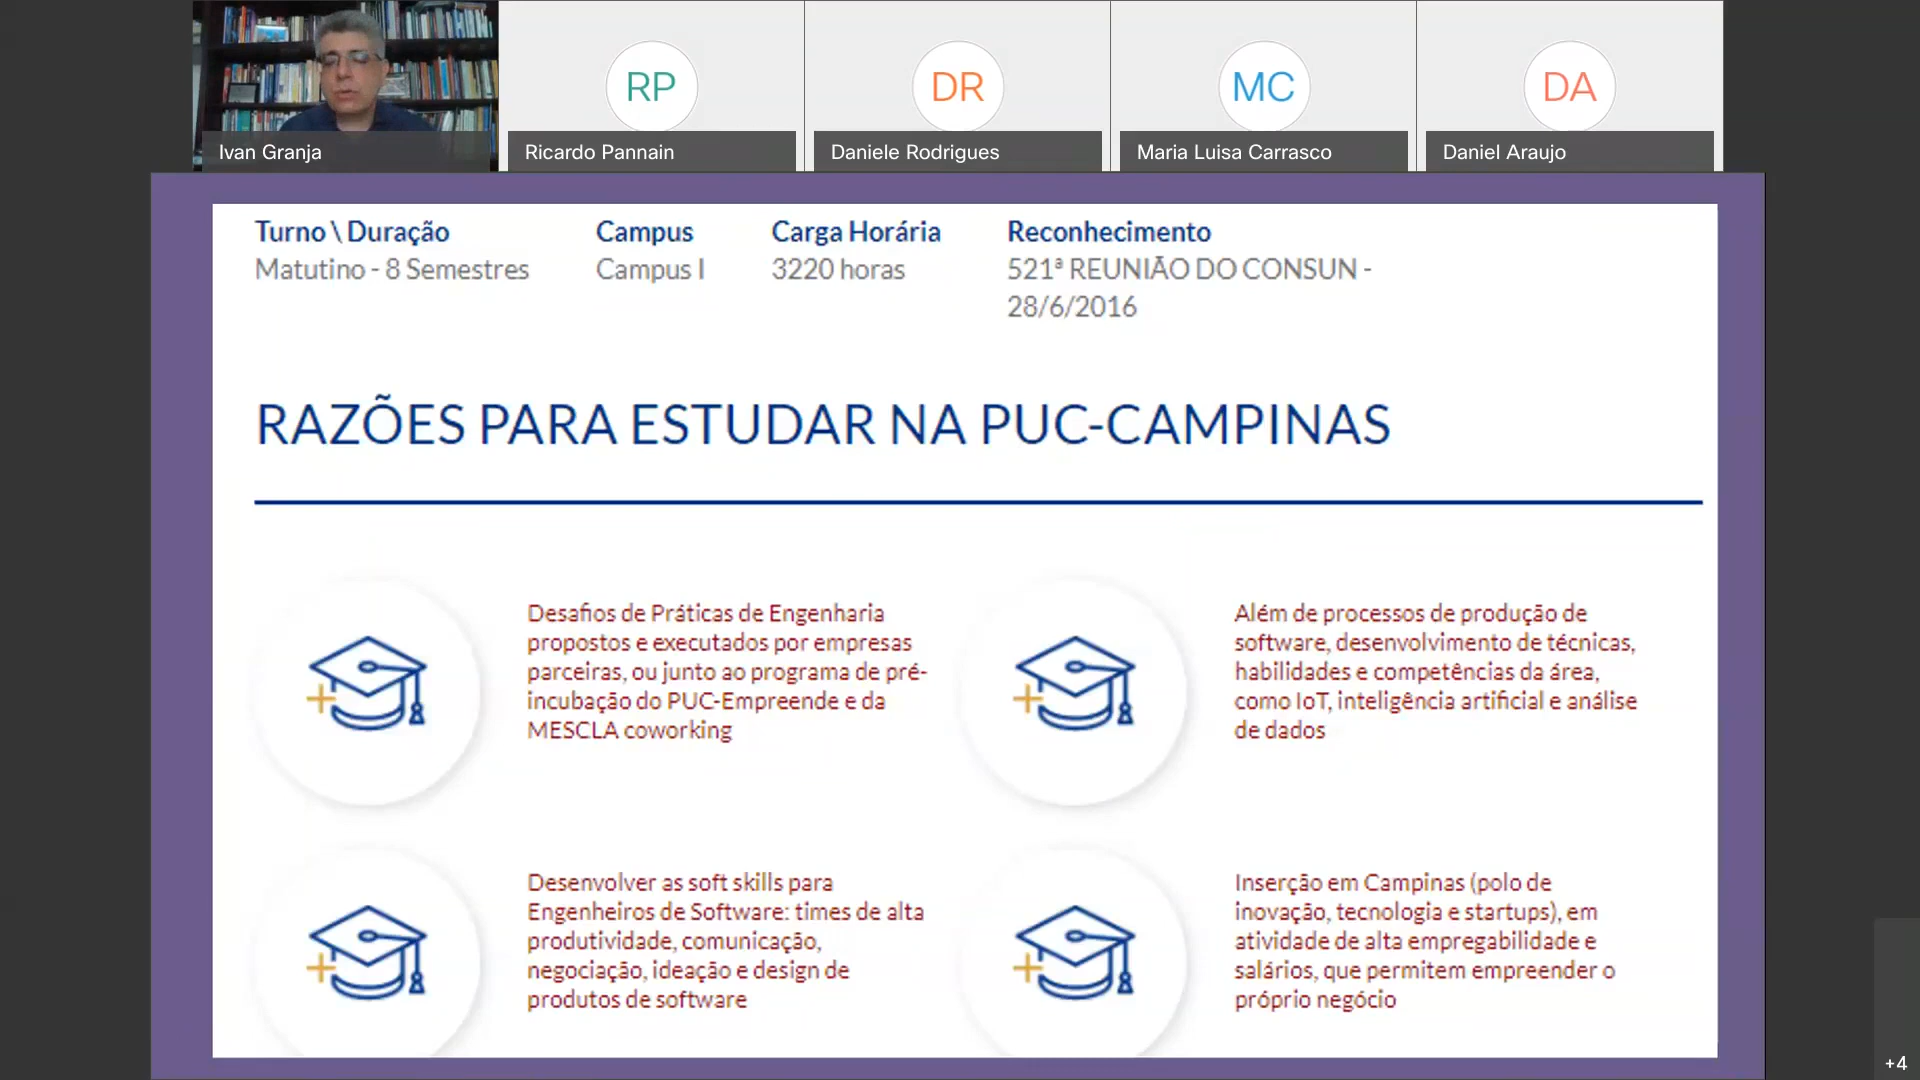 RP
DR
MC
DA
Ivan Granja
Ricardo Pannain
Daniele Rodrigues
Maria Luisa Carrasco
Daniel Araujo
Turno \ Duração
Matutino - 8 Semestres
Campus
Campus I
Carga Horária
3220 horas
Reconhecimento
521ª REUNIÃO DO CONSUN -
28/6/2016
RAZÕES PARA ESTUDAR NA PUC-CAMPINAS
Desafios de Práticas de Engenharia
propostos e executados por empresas
parceiras, ou junto ao programa de pré-
incubação do PUC-Empreende e da
MESCLA coworking
Além de processos de produção de
software, desenvolvimento de técnicas,
habilidades e competências da área,
como IoT, inteligência artificial e análise
de dados
Desenvolver as soft skills para
Engenheiros de Software: times de alta
produtividade, comunicação,
negociação, ideação e design de
produtos de software
Inserção em Campinas (polo de
inovação, tecnologia e startups), em
atividade de alta empregabilidade e
salários, que permitem empreender o
próprio negócio
+4